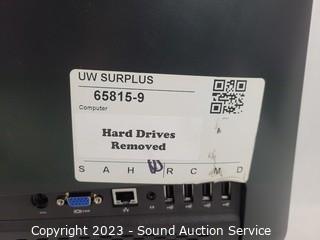 UW SURPLUS
65815-9
Computer
Hard Drives
Removed
S A H R C M D
Copyright 2023 - Sound Auction Service